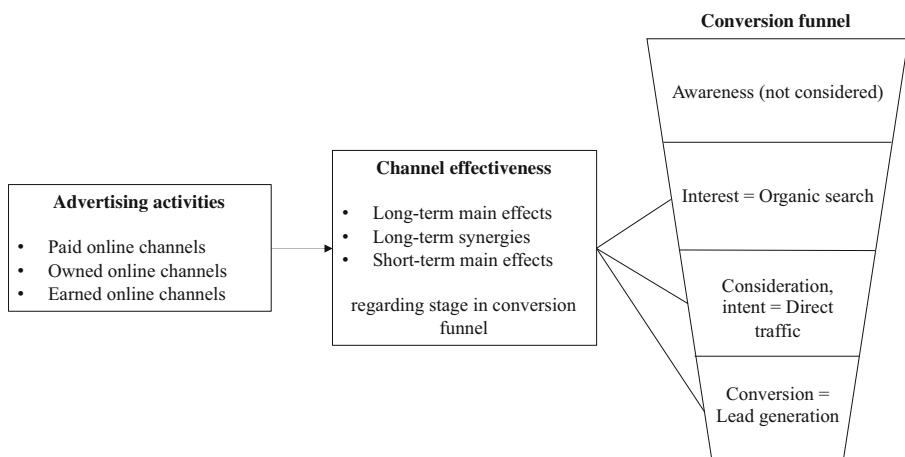 Conversion funnel
Awareness (not considered)
Channel effectiveness
• Long-term main effects
• Long-term synergies
• Short-term main effects
regarding stage in conversion
funnel
Advertising activities
• Paid online channels
• Owned online channels
• Earned online channels
Interest = Organic search
Consideration,
intent = Direct
traffic
Conversion =
Lead generation